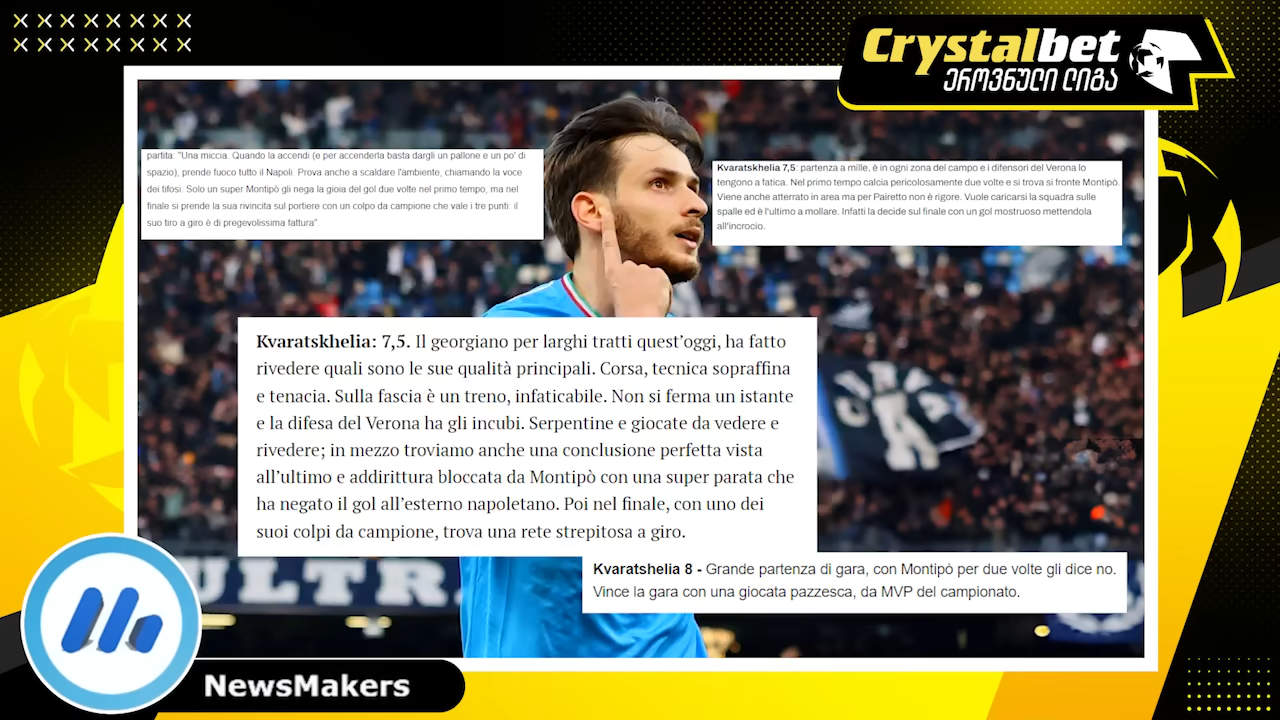 Crystalbet
ეროვნული ლიგა
partita: "Una miccia. Quando la accendi (e per accenderla basta dargli un pallone e un po' di
spazio), prende fuoco tutto il Napoli. Prova anche a scaldare l'ambiente, chiamando la voce
dei tifosi. Solo un super Montipò gli nega la gioia del gol due volte nel primo tempo, ma nel
finale si prende la sua rivincita sul portiere con un colpo da campione che vale i tre punti: il
suo tiro a giro è di pregevolissima fattura".
Kvaratskhelia 7,5: partenza a mille, è in ogni zona del campo e i difensori del Verona lo
tengono a fatica. Nel primo tempo calcia pericolosamente due volte e si trova si fronte Montipò.
Viene anche atterrato in area ma per Pairetto non è rigore. Vuole caricarsi la squadra sulle
spalle ed è l'ultimo a mollare. Infatti la decide sul finale con un gol mostruoso mettendola
all'incrocio.
Kvaratskhelia: 7,5. Il georgiano per larghi tratti quest’oggi, ha fatto
rivedere quali sono le sue qualità principali. Corsa, tecnica sopraffina
e tenacia. Sulla fascia è un treno, infaticabile. Non si ferma un istante
e la difesa del Verona ha gli incubi. Serpentine e giocate da vedere e
rivedere; in mezzo troviamo anche una conclusione perfetta vista
all’ultimo e addirittura bloccata da Montipò con una super parata che
ha negato il gol all’esterno napoletano. Poi nel finale, con uno dei
suoi colpi da campione, trova una rete strepitosa a giro.
Kvaratshelia 8 - Grande partenza di gara, con Montipò per due volte gli dice no.
Vince la gara con una giocata pazzesca, da MVP del campionato.
ULTR
NewsMakers